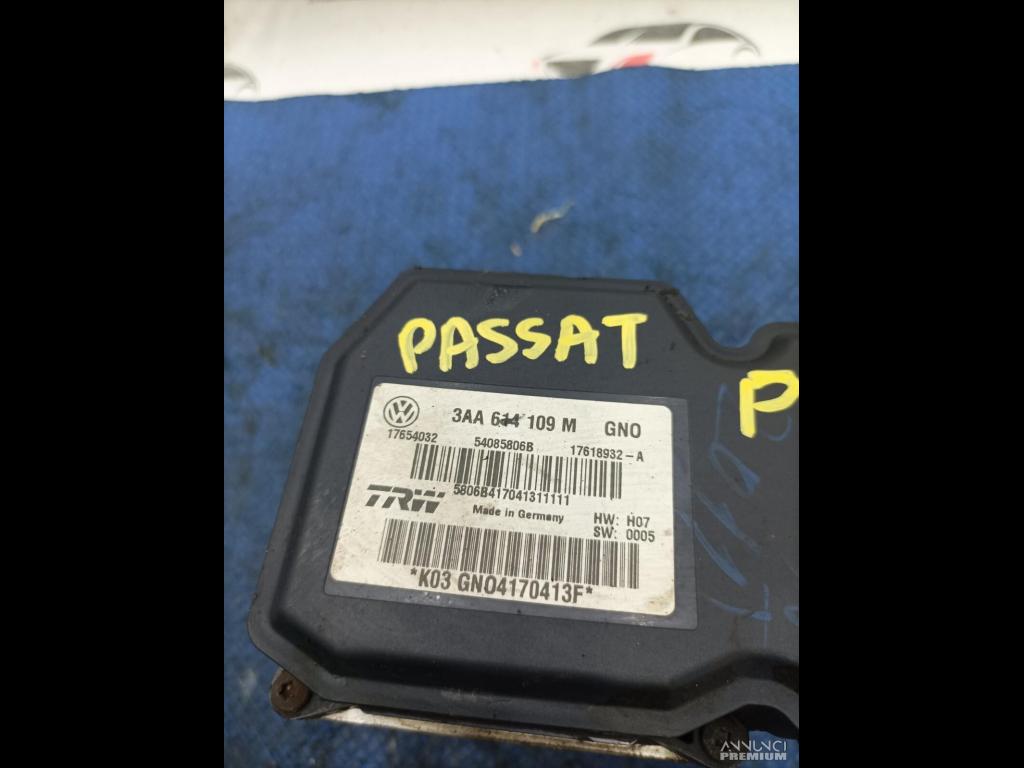 PASSAT
P
3AA 614 109 M GNO
17654032 54085806B 17618932-A
5806B417041311111
TRW
Made in Germany
HW: H07
SW: 0005
*K03 GNO4170413F*
ANNUNCI
PREMIUM